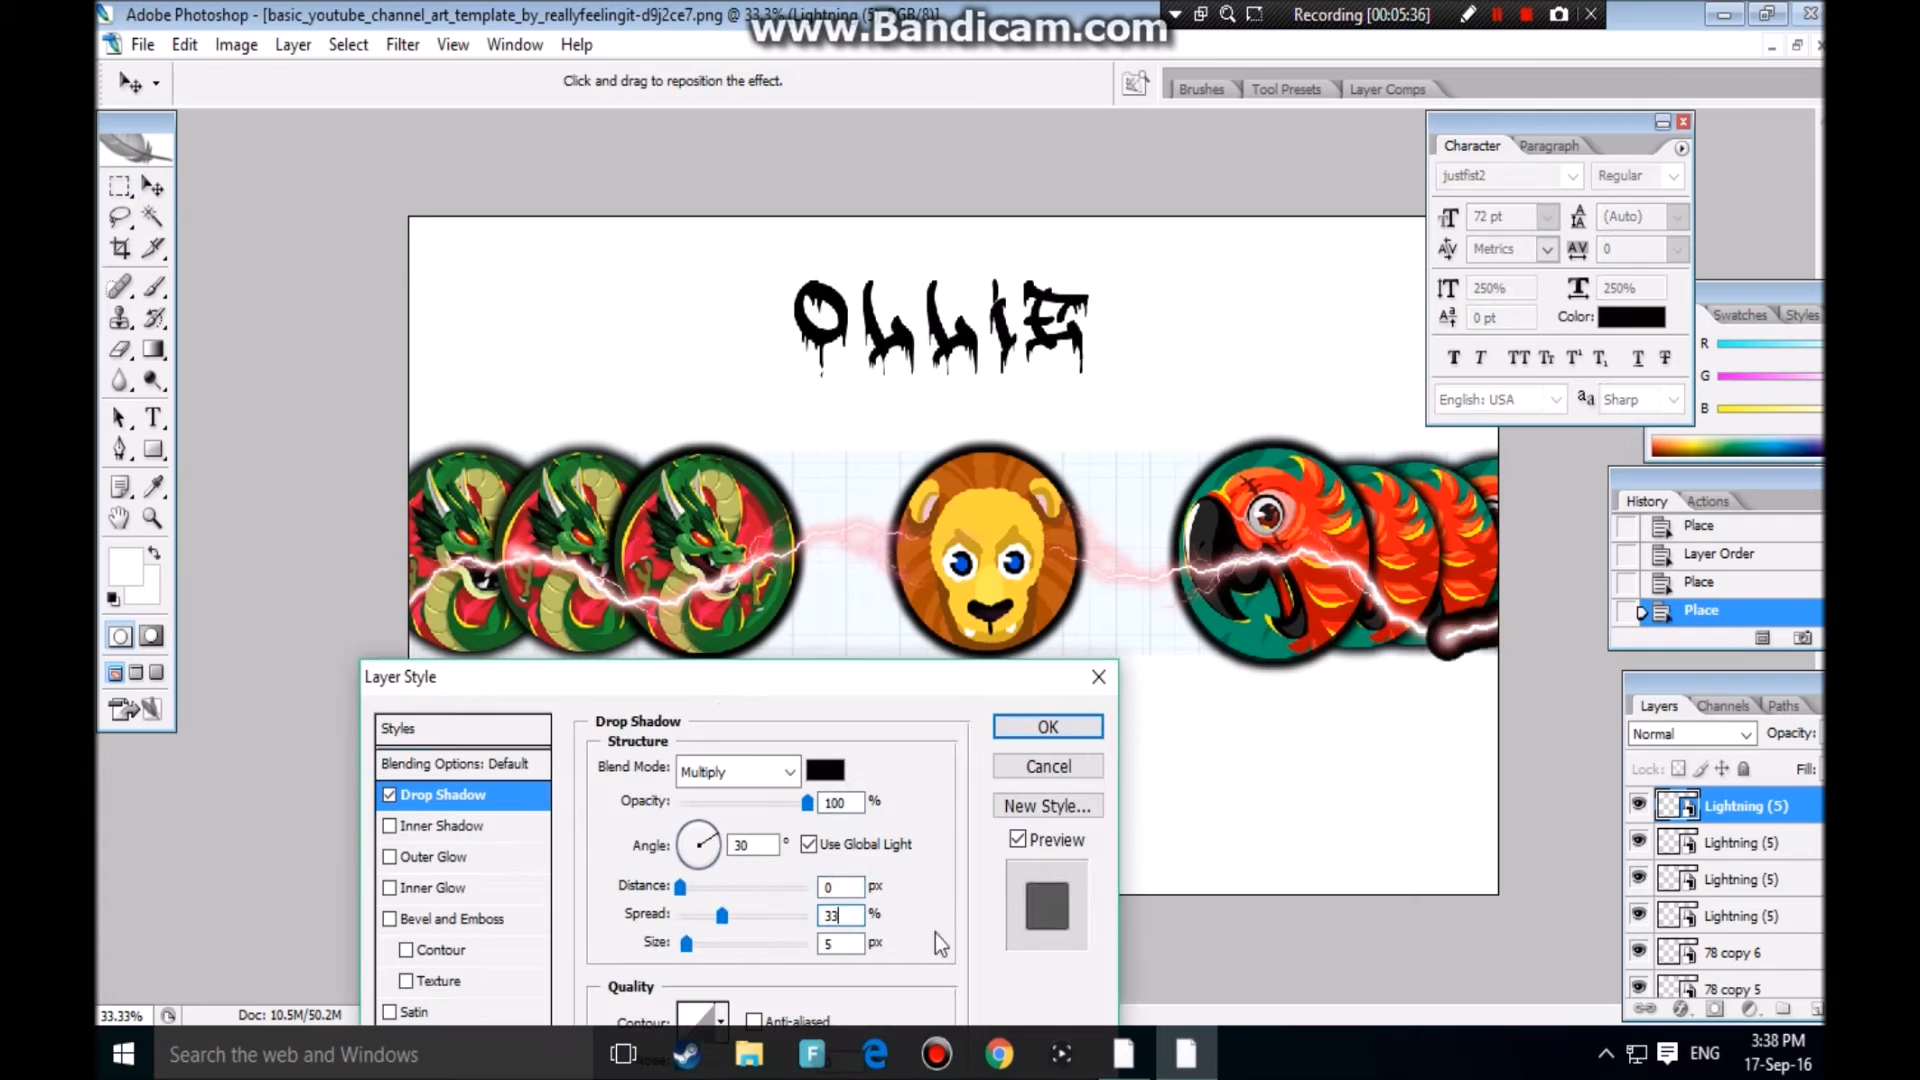 Adobe Photoshop - [basic_youtube_channel_art_template_by_reallyfeelingit-d9j2ce7.png @ 33.3% (Lightning (5), RGB/8)]
www.Bandicam.com
Recording [00:05:36]
File Edit Image Layer Select Filter View Window Help
Click and drag to reposition the effect.
Brushes Tool Presets Layer Comps
Character Paragraph
justfist2 Regular
72 pt (Auto)
Metrics 0
250% 250%
0 pt Color:
T T TT TT T¹ T, T T
English: USA aa Sharp
Swatches Styles
R
G
B
OLLIE
History Actions
Place
Layer Order
Place
Place
Layers Channels Paths
Normal Opacity:
Lock: Fill:
Lightning (5)
Lightning (5)
Lightning (5)
Lightning (5)
78 copy 6
78 copy 5
Layer Style
Styles
Blending Options: Default
Drop Shadow
Inner Shadow
Outer Glow
Inner Glow
Bevel and Emboss
Contour
Texture
Satin
Drop Shadow
Structure
Blend Mode: Multiply
Opacity: 100 %
Angle: 30 ° Use Global Light
Distance: 0 px
Spread: 33 %
Size: 5 px
Quality
Contour: Anti-aliased
OK
Cancel
New Style...
Preview
33.33% Doc: 10.5M/50.2M
Search the web and Windows
ENG
3:38 PM
17-Sep-16